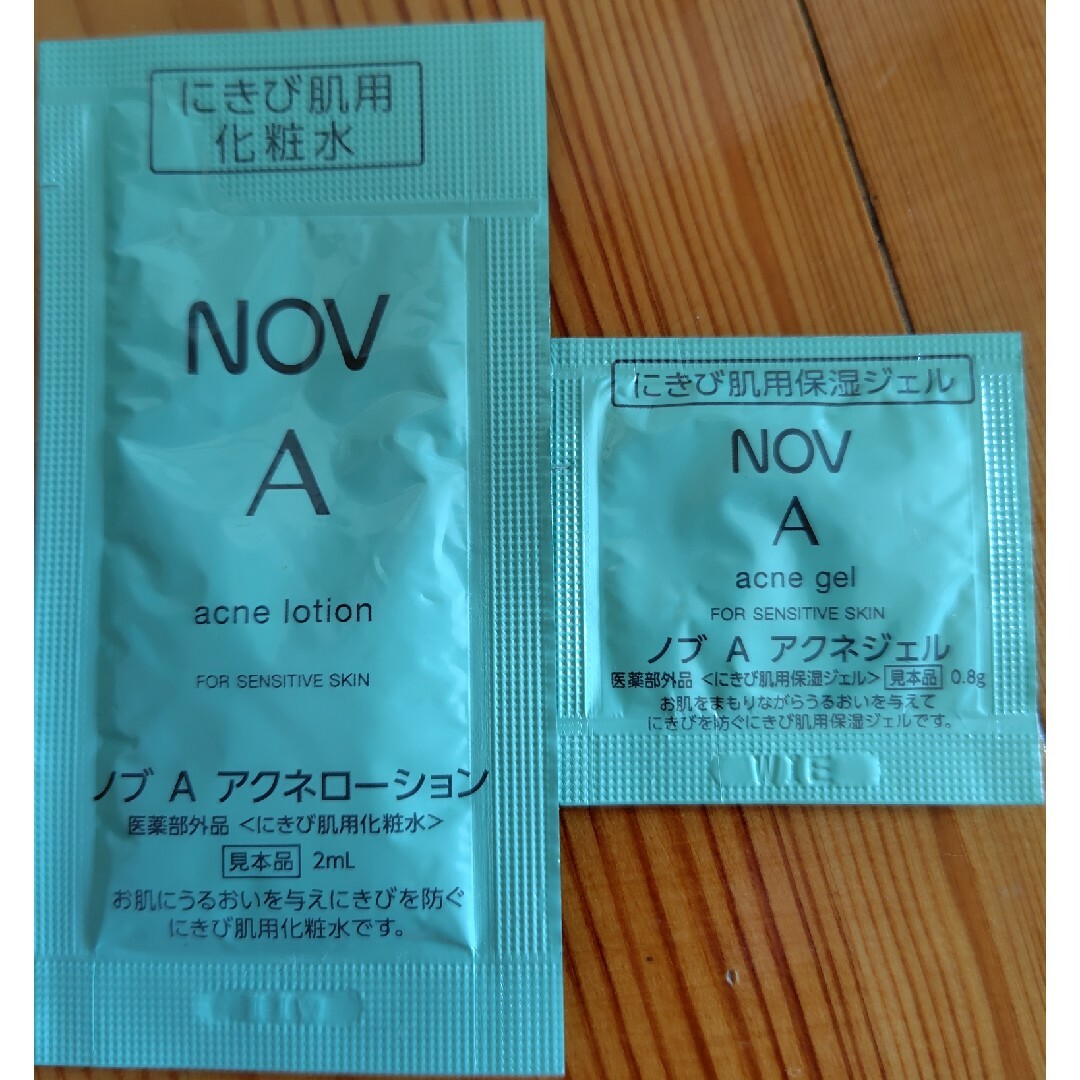 にきび肌用
化粧水
NOV
A
acne lotion
FOR SENSITIVE SKIN
ノブ A アクネローション
医薬部外品 <にきび肌用化粧水>
見本品 2mL
お肌にうるおいを与えにきびを防ぐ
にきび肌用化粧水です。
にきび肌用保湿ジェル
NOV
A
acne gel
FOR SENSITIVE SKIN
ノブ A アクネジェル
医薬部外品 <にきび肌用保湿ジェル> 見本品 0.8g
お肌をまもりながらうるおいを与えて
にきびを防ぐにきび肌用保湿ジェルです。
WIE